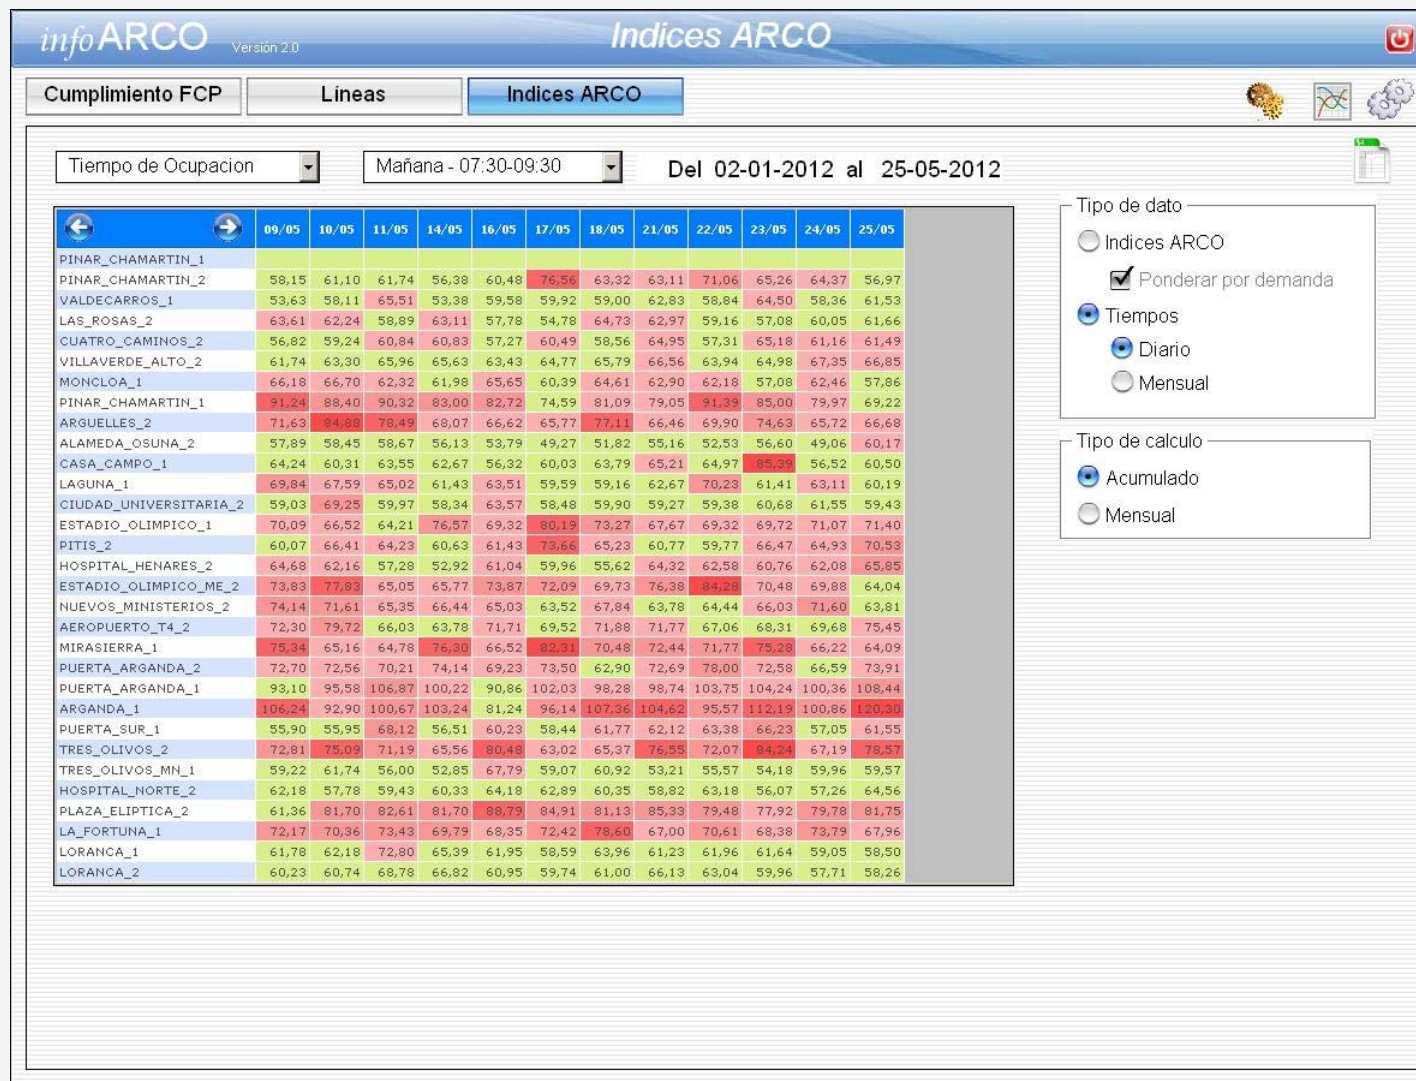 infoARCO Versión 2.0 Indices ARCO
Cumplimiento FCP Líneas Indices ARCO
Tiempo de Ocupacion Mañana - 07:30-09:30 Del 02-01-2012 al 25-05-2012
09/05 10/05 11/05 14/05 16/05 17/05 18/05 21/05 22/05 23/05 24/05 25/05
PINAR_CHAMARTIN_1
PINAR_CHAMARTIN_2 58,15 61,10 61,74 56,38 60,48 76,56 63,32 63,11 71,06 65,26 64,37 56,97
VALDECARROS_1 53,63 58,11 65,51 53,38 59,58 59,92 59,00 62,83 58,84 64,50 58,36 61,53
LAS_ROSAS_2 63,61 62,24 58,89 63,11 57,78 54,78 64,73 62,97 59,16 57,08 60,05 61,66
CUATRO_CAMINOS_2 56,82 59,24 60,84 60,83 57,27 60,49 58,56 64,95 57,31 65,18 61,16 61,49
VILLAVERDE_ALTO_2 61,74 63,30 65,96 65,63 63,43 64,77 65,79 66,56 63,94 64,98 67,35 66,85
MONCLOA_1 66,18 66,70 62,32 61,98 65,65 60,39 64,61 62,90 62,18 57,08 62,46 57,86
PINAR_CHAMARTIN_1 91,24 88,40 90,32 83,00 82,72 74,59 81,09 79,05 91,39 85,00 79,97 69,22
ARGUELLES_2 71,63 84,88 78,49 68,07 66,62 65,77 77,11 66,46 69,90 74,63 65,72 66,68
ALAMEDA_OSUNA_2 57,89 58,45 58,67 56,13 53,79 49,27 51,82 55,16 52,53 56,60 49,06 60,17
CASA_CAMPO_1 64,24 60,31 63,55 62,67 56,32 60,03 63,79 65,21 64,97 85,39 56,52 60,50
LAGUNA_1 69,84 67,59 65,02 61,43 63,51 59,59 59,16 62,67 70,23 61,41 63,11 60,19
CIUDAD_UNIVERSITARIA_2 59,03 69,25 59,97 58,34 63,57 58,48 59,90 59,27 59,38 60,68 61,55 59,43
ESTADIO_OLIMPICO_1 70,09 66,52 64,21 76,57 69,32 80,19 73,27 67,67 69,32 69,72 71,07 71,40
PITIS_2 60,07 66,41 64,23 60,63 61,43 73,66 65,23 60,77 59,77 66,47 64,93 70,53
HOSPITAL_HENARES_2 64,68 62,16 57,28 52,92 61,04 59,96 55,62 64,32 62,58 60,76 62,08 65,85
ESTADIO_OLIMPICO_ME_2 73,83 77,83 65,05 65,77 73,87 72,09 69,73 76,38 84,28 70,48 69,88 64,04
NUEVOS_MINISTERIOS_2 74,14 71,61 65,35 66,44 65,03 63,52 67,84 63,78 64,44 66,03 71,60 63,81
AEROPUERTO_T4_2 72,30 79,72 66,03 63,78 71,71 69,52 71,88 71,77 67,06 68,31 69,68 75,45
MIRASIERRA_1 75,34 65,16 64,78 76,30 66,52 82,31 70,48 72,44 71,77 75,28 66,22 64,09
PUERTA_ARGANDA_2 72,70 72,56 70,21 74,14 69,23 73,50 62,90 72,69 78,00 72,58 66,59 73,91
PUERTA_ARGANDA_1 93,10 95,58 106,87 100,22 90,86 102,03 98,28 98,74 103,75 104,24 100,36 108,44
ARGANDA_1 106,24 92,90 100,67 103,24 81,24 96,14 107,36 104,62 95,57 112,19 100,86 120,30
PUERTA_SUR_1 55,90 55,95 68,12 56,51 60,23 58,44 61,77 62,12 63,38 66,23 57,05 61,55
TRES_OLIVOS_2 72,81 75,09 71,19 65,56 80,48 63,02 65,37 76,55 72,07 84,24 67,19 78,57
TRES_OLIVOS_MN_1 59,22 61,74 56,00 52,85 67,79 59,07 60,92 53,21 55,57 54,18 59,96 59,57
HOSPITAL_NORTE_2 62,18 57,78 59,43 60,33 64,18 62,89 60,35 58,82 63,18 56,07 57,26 64,56
PLAZA_ELIPTICA_2 61,36 81,70 82,61 81,70 88,79 84,91 81,13 85,33 79,48 77,92 79,78 81,75
LA_FORTUNA_1 72,17 70,36 73,43 69,79 68,35 72,42 78,60 67,00 70,61 68,38 73,79 67,96
LORANCA_1 61,78 62,18 72,80 65,39 61,95 58,59 63,96 61,23 61,96 61,64 59,05 58,50
LORANCA_2 60,23 60,74 68,78 66,82 60,95 59,74 61,00 66,13 63,04 59,96 57,71 58,26
Tipo de dato
Indices ARCO
Ponderar por demanda
Tiempos
Diario
Mensual
Tipo de calculo
Acumulado
Mensual